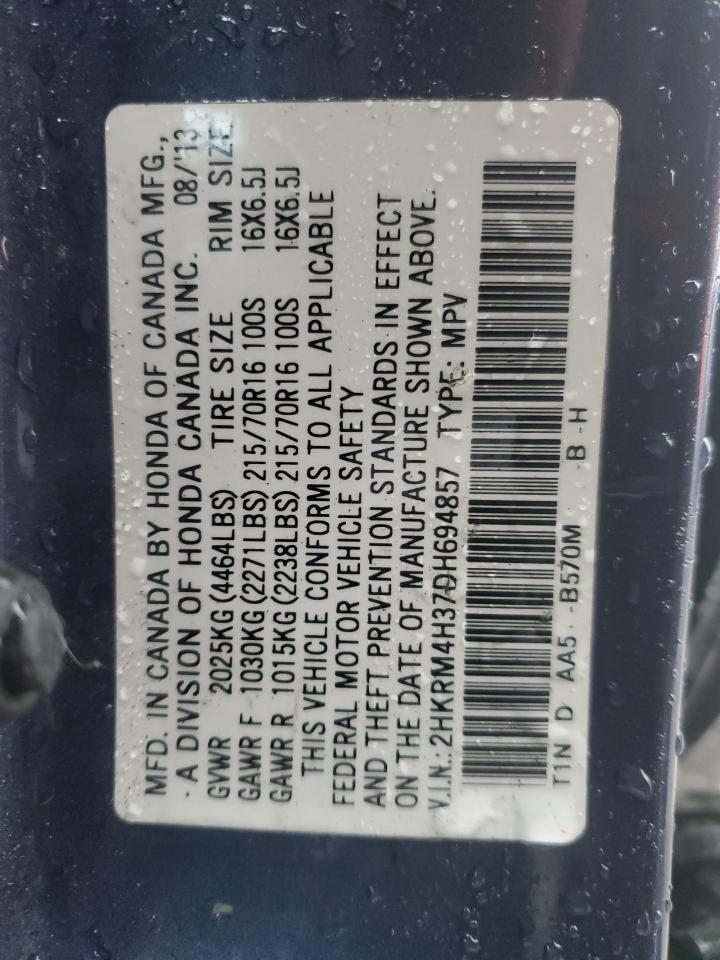 MFD. IN CANADA BY HONDA OF CANADA MFG.,
A DIVISION OF HONDA CANADA INC. 08/'13
GVWR 2025KG (4464LBS) TIRE SIZE RIM SIZE
GAWR F 1030KG (2271LBS) 215/70R16 100S 16X6.5J
GAWR R 1015KG (2238LBS) 215/70R16 100S 16X6.5J
THIS VEHICLE CONFORMS TO ALL APPLICABLE
FEDERAL MOTOR VEHICLE SAFETY
AND THEFT PREVENTION STANDARDS IN EFFECT
ON THE DATE OF MANUFACTURE SHOWN ABOVE.
V.I.N.: 2HKRM4H37DH694857 TYPE: MPV
T1N D AA5 -B570M -B -H